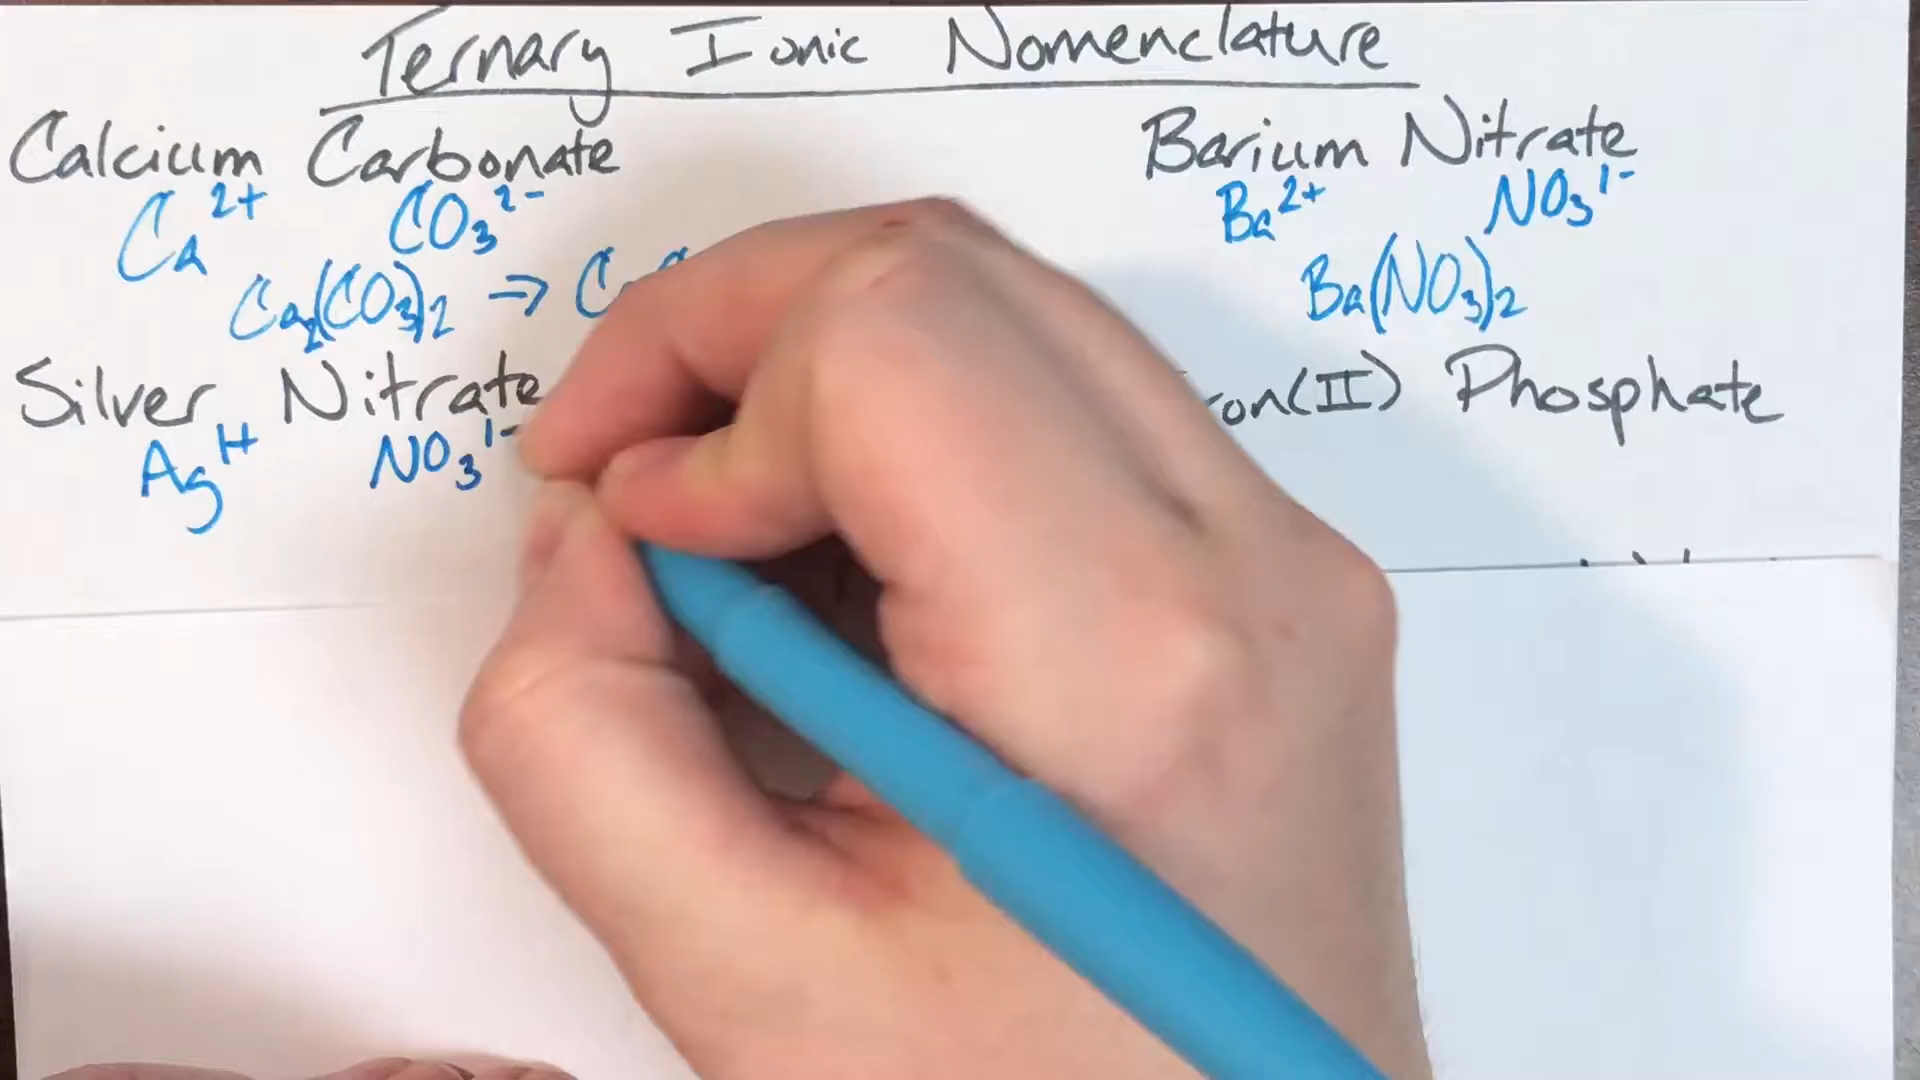 Ternary Ionic Nomenclature
Calcium Carbonate
Ca²⁺ CO₃²⁻
Ca₂(CO₃)₂ →
Silver Nitrate
Ag¹⁺ NO₃¹⁻
Barium Nitrate
Ba²⁺ NO₃¹⁻
Ba(NO₃)₂
(II) Phosphate